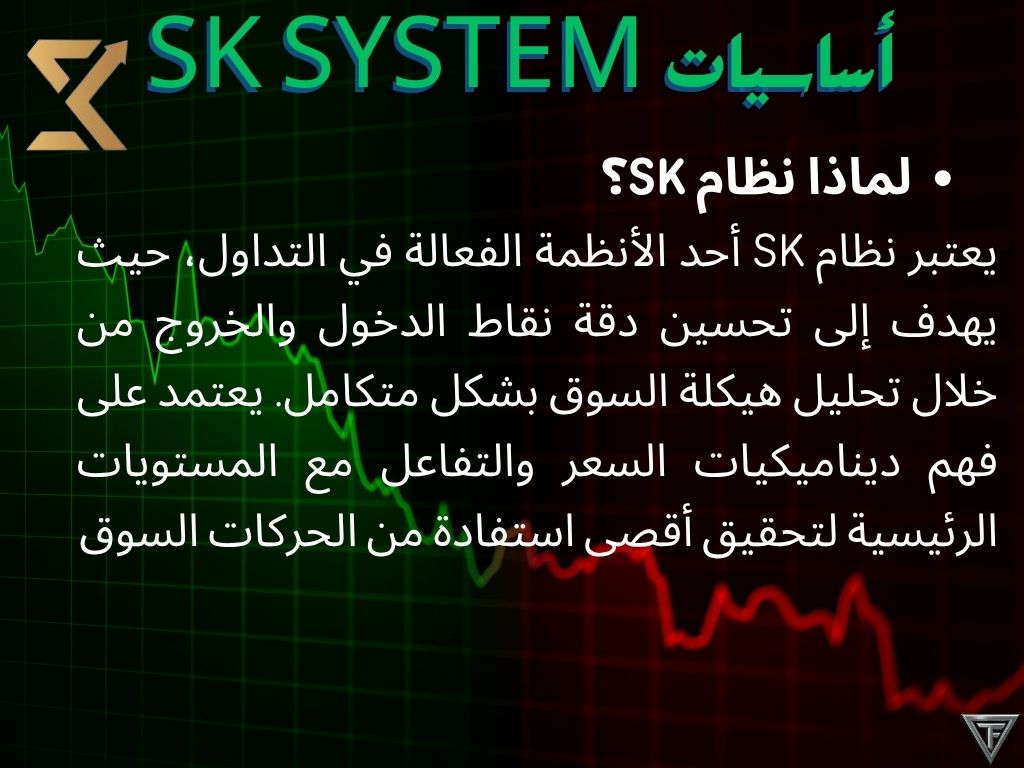 أساسيات SK SYSTEM
• لماذا نظام SK؟
يعتبر نظام SK أحد الأنظمة الفعالة في التداول، حيث
يهدف إلى تحسين دقة نقاط الدخول والخروج من
خلال تحليل هيكلة السوق بشكل متكامل. يعتمد على
فهم ديناميكيات السعر والتفاعل مع المستويات
الرئيسية لتحقيق أقصى استفادة من الحركات السوق